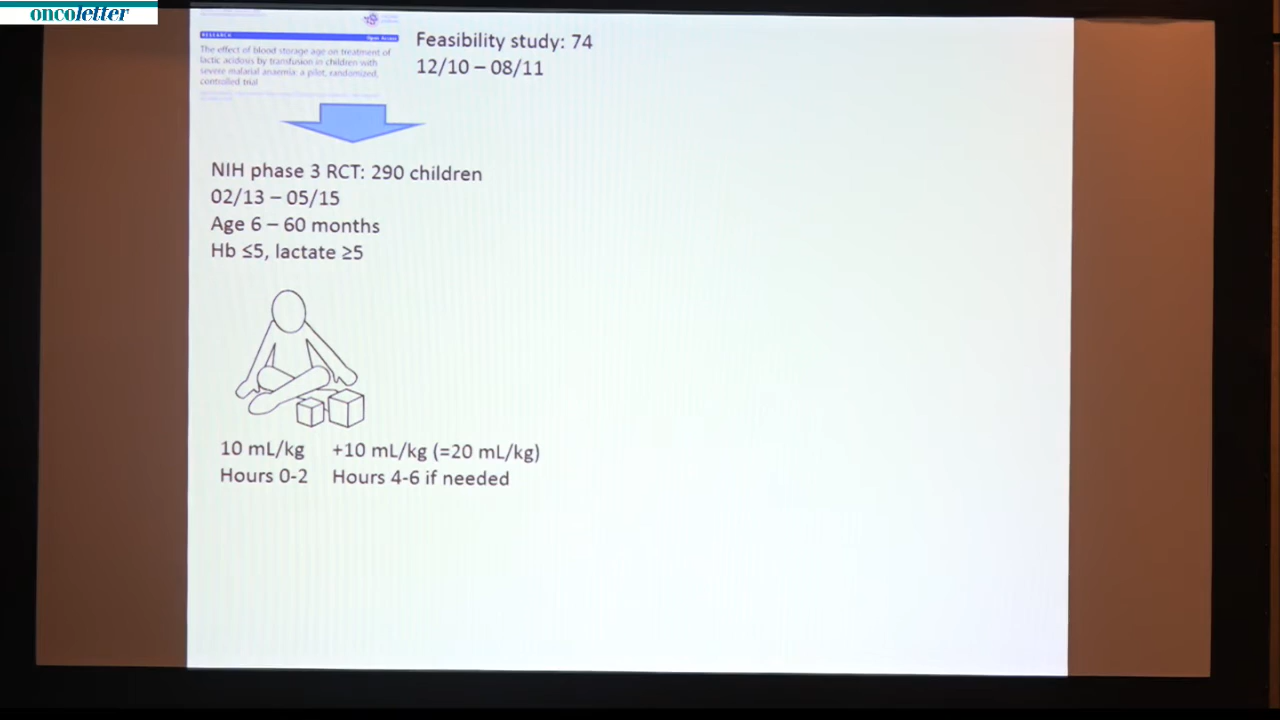 oncoletter
RESEARCH
Open Access
The effect of blood storage age on treatment of
lactic acidosis by transfusion in children with
severe malarial anaemia: a pilot, randomized,
controlled trial
Feasibility study: 74
12/10 – 08/11
NIH phase 3 RCT: 290 children
02/13 – 05/15
Age 6 – 60 months
Hb ≤5, lactate ≥5
10 mL/kg
Hours 0-2
+10 mL/kg (=20 mL/kg)
Hours 4-6 if needed